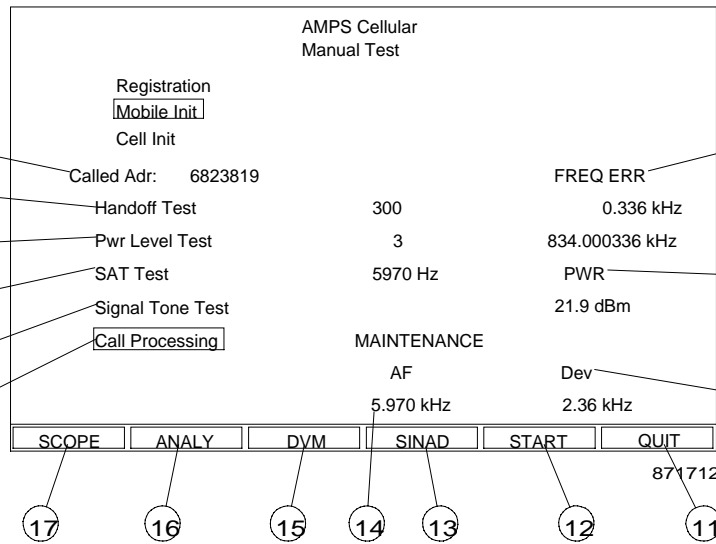 AMPS Cellular
Manual Test
Registration
Mobile Init
Cell Init
Called Adr: 6823819 FREQ ERR
Handoff Test 300 0.336 kHz
Pwr Level Test 3 834.000336 kHz
SAT Test 5970 Hz PWR
Signal Tone Test 21.9 dBm
Call Processing MAINTENANCE
AF Dev
5.970 kHz 2.36 kHz
SCOPE ANALY DVM SINAD START QUIT
871712
17 16 15 14 13 12 11